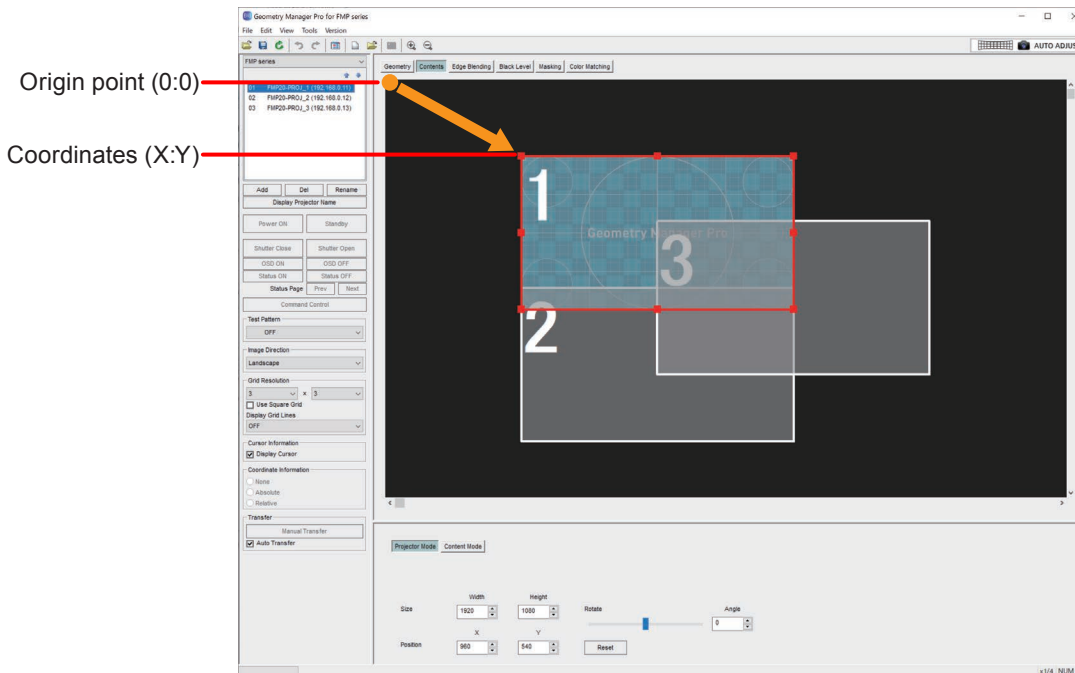 Geometry Manager Pro for FMP series
File Edit View Tools Version
AUTO ADJUS
FMP series
Geometry Contents Edge Blending Black Level Masking Color Matching
Origin point (0:0)
01 FMP20-PROJ_1 (192.168.0.11)
02 FMP20-PROJ_2 (192.168.0.12)
03 FMP20-PROJ_3 (192.168.0.13)
Coordinates (X:Y)
1
Geometry Manager Pro
3
2
Add Del Rename
Display Projector Name
Power ON Standby
Shutter Close Shutter Open
OSD ON OSD OFF
Status ON Status OFF
Status Page Prev Next
Command Control
Test Pattern
OFF
Image Direction
Landscape
Grid Resolution
3 x 3
Use Square Grid
Display Grid Lines
OFF
Cursor Information
Display Cursor
Coordinate Information
None
Absolute
Relative
Transfer
Manual Transfer
Auto Transfer
Projector Mode Content Mode
Width Height
Size 1920 1080 Rotate Angle
0
X Y
Position 960 540 Reset
x1/4 NUM